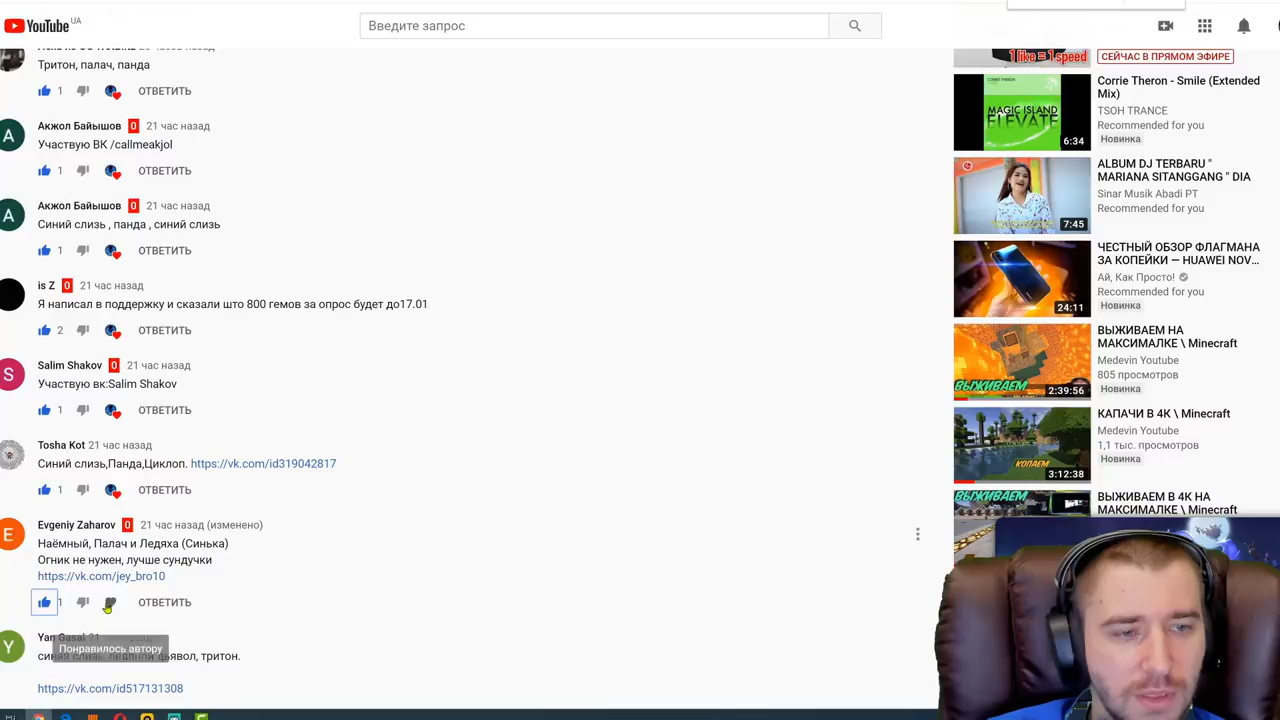 YouTube UA
Введите запрос
Тритон, палач, панда
1 ОТВЕТИТЬ
A
Акжол Байышов 0 21 час назад
Участвую ВК /callmeakjol
1 ОТВЕТИТЬ
A
Акжол Байышов 0 21 час назад
Синий слизь , панда , синий слизь
1 ОТВЕТИТЬ
is Z 0 21 час назад
Я написал в поддержку и сказали што 800 гемов за опрос будет до17.01
2 ОТВЕТИТЬ
S
Salim Shakov 0 21 час назад
Участвую вк:Salim Shakov
1 ОТВЕТИТЬ
Tosha Kot 21 час назад
Синий слизь,Панда,Циклоп. https://vk.com/id319042817
1 ОТВЕТИТЬ
E
Evgeniy Zaharov 0 21 час назад (изменено)
Наёмный, Палач и Ледяха (Синька)
Огник не нужен, лучше сундучки
https://vk.com/jey_bro10
1 ОТВЕТИТЬ
Y
Yan Gusal 21
Понравилось автору
тритон.
https://vk.com/id517131308
1 like = 1 speed
СЕЙЧАС В ПРЯМОМ ЭФИРЕ
MAGIC ISLAND
ELEVATE
6:34
Corrie Theron - Smile (Extended
Mix)
TSOH TRANCE
Recommended for you
Новинка
7:45
ALBUM DJ TERBARU "
MARIANA SITANGGANG " DIA
Sinar Musik Abadi PT
Recommended for you
24:11
ЧЕСТНЫЙ ОБЗОР ФЛАГМАНА
ЗА КОПЕЙКИ — HUAWEI NOV...
Ай, Как Просто!
Recommended for you
Новинка
ВЫЖИВАЕМ
2:39:56
ВЫЖИВАЕМ НА
МАКСИМАЛКЕ \ Minecraft
Medevin Youtube
805 просмотров
Новинка
КОПАЕМ
3:12:38
КАПАЧИ В 4К \ Minecraft
Medevin Youtube
1,1 тыс. просмотров
Новинка
ВЫЖИВАЕМ
ВЫЖИВАЕМ В 4К НА
МАКСИМАЛКЕ \ Minecraft